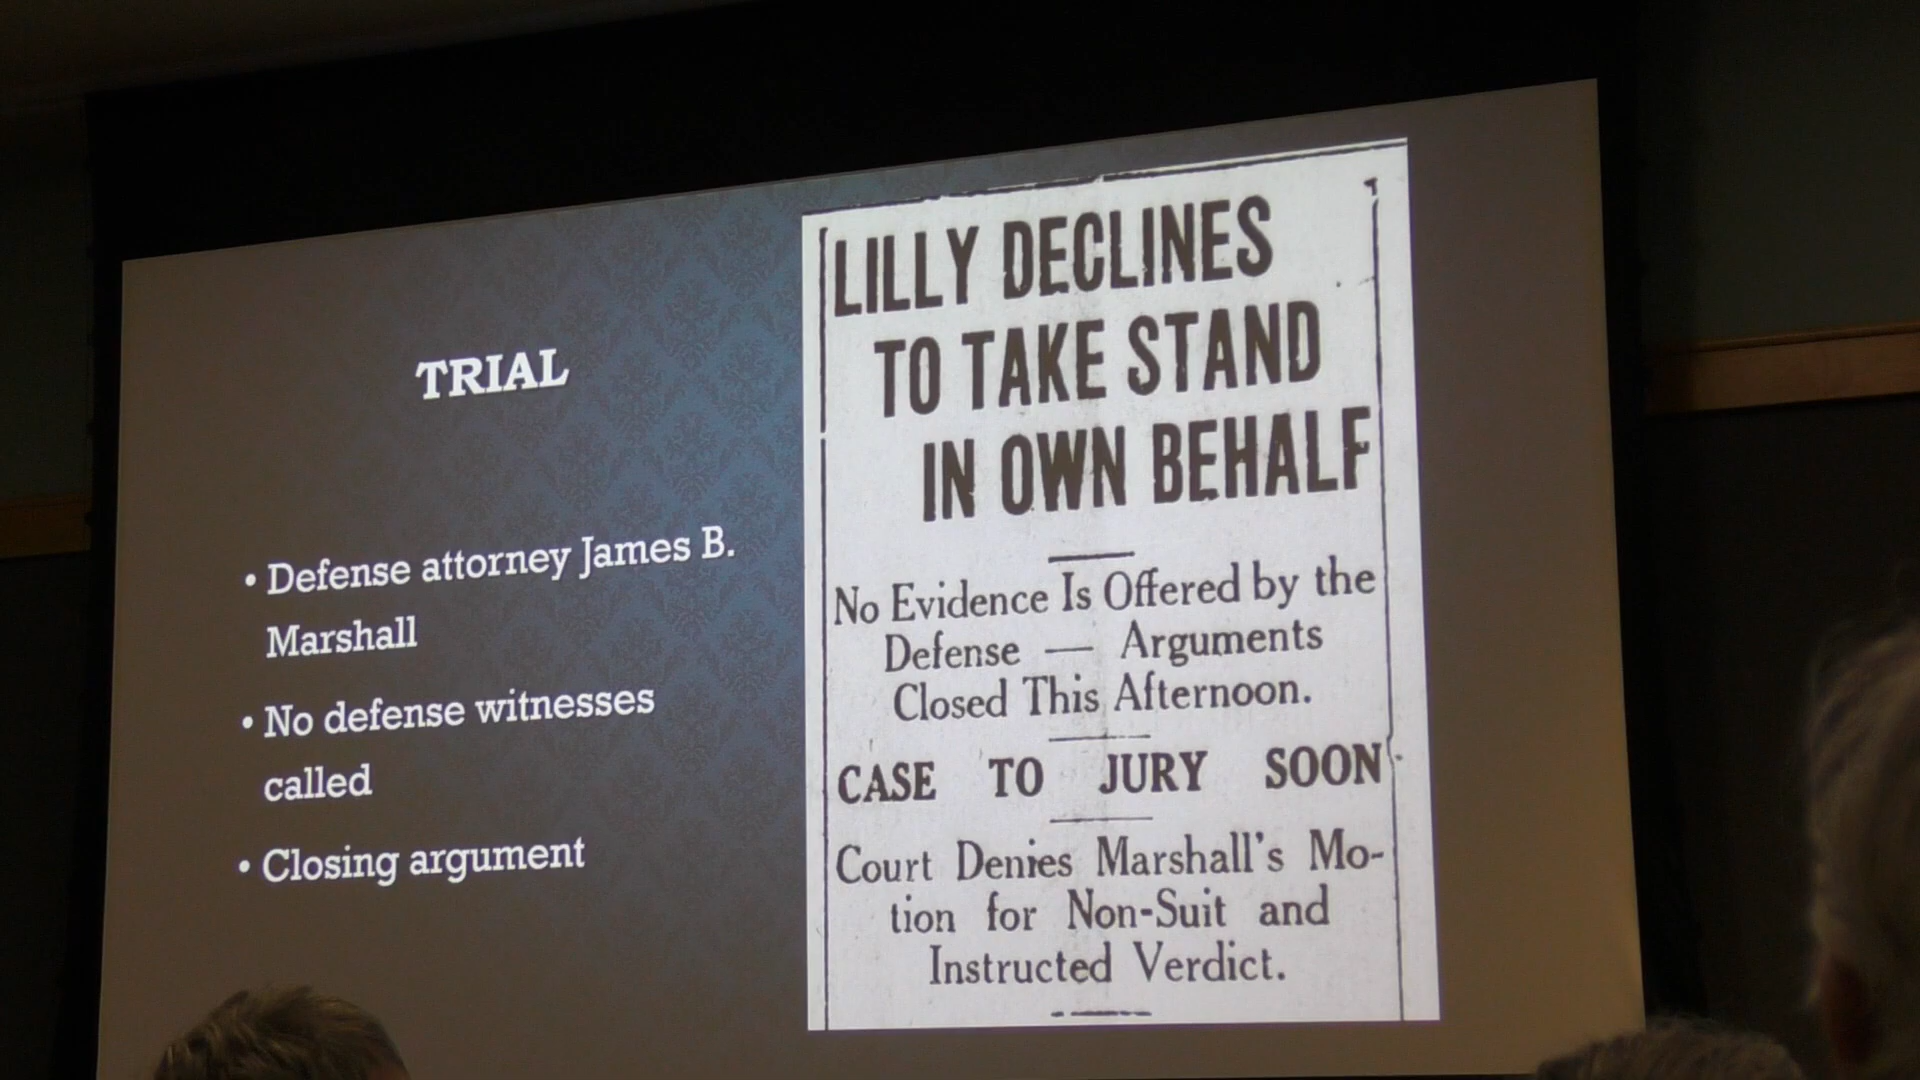 TRIAL
• Defense attorney James B.
Marshall
• No defense witnesses
called
• Closing argument
LILLY DECLINES
TO TAKE STAND
IN OWN BEHALF
No Evidence Is Offered by the
Defense — Arguments
Closed This Afternoon.
CASE TO JURY SOON
Court Denies Marshall's Mo-
tion for Non-Suit and
Instructed Verdict.